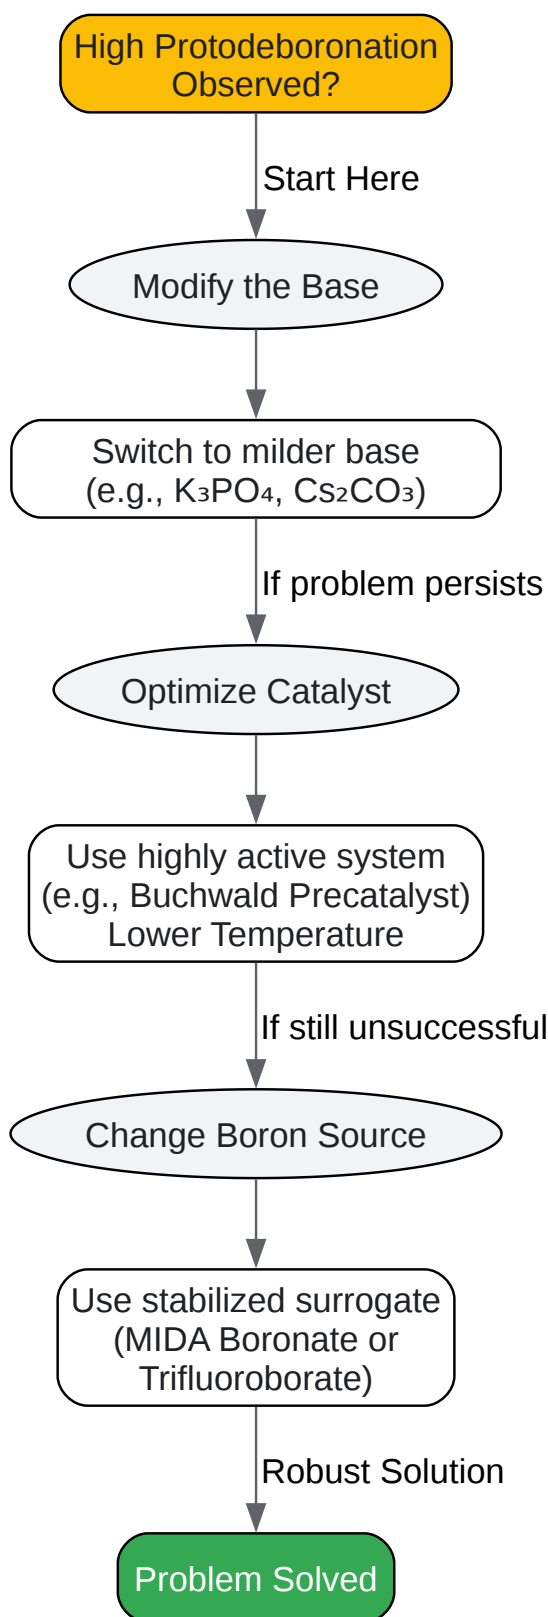 High Protodeboronation
Observed?
Start Here
Modify the Base
Switch to milder base
(e.g., K₃PO₄, Cs₂CO₃)
If problem persists
Optimize Catalyst
Use highly active system
(e.g., Buchwald Precatalyst)
Lower Temperature
If still unsuccessful
Change Boron Source
Use stabilized surrogate
(MIDA Boronate or
Trifluoroborate)
Robust Solution
Problem Solved